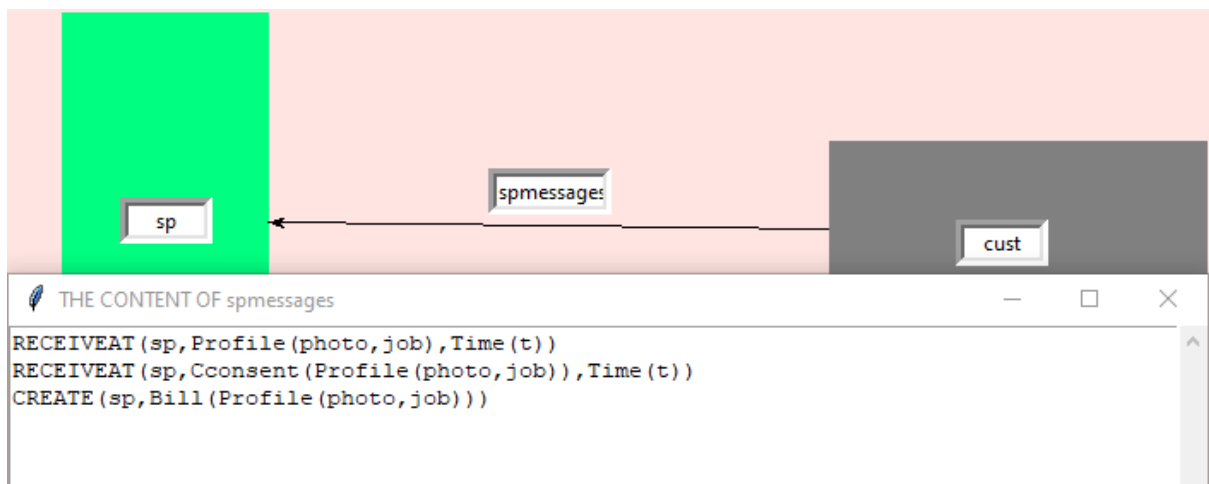 spmessages
sp
cust
THE CONTENT OF spmessages
RECEIVEAT(sp,Profile(photo,job),Time(t))
RECEIVEAT(sp,Cconsent(Profile(photo,job)),Time(t))
CREATE(sp,Bill(Profile(photo,job)))